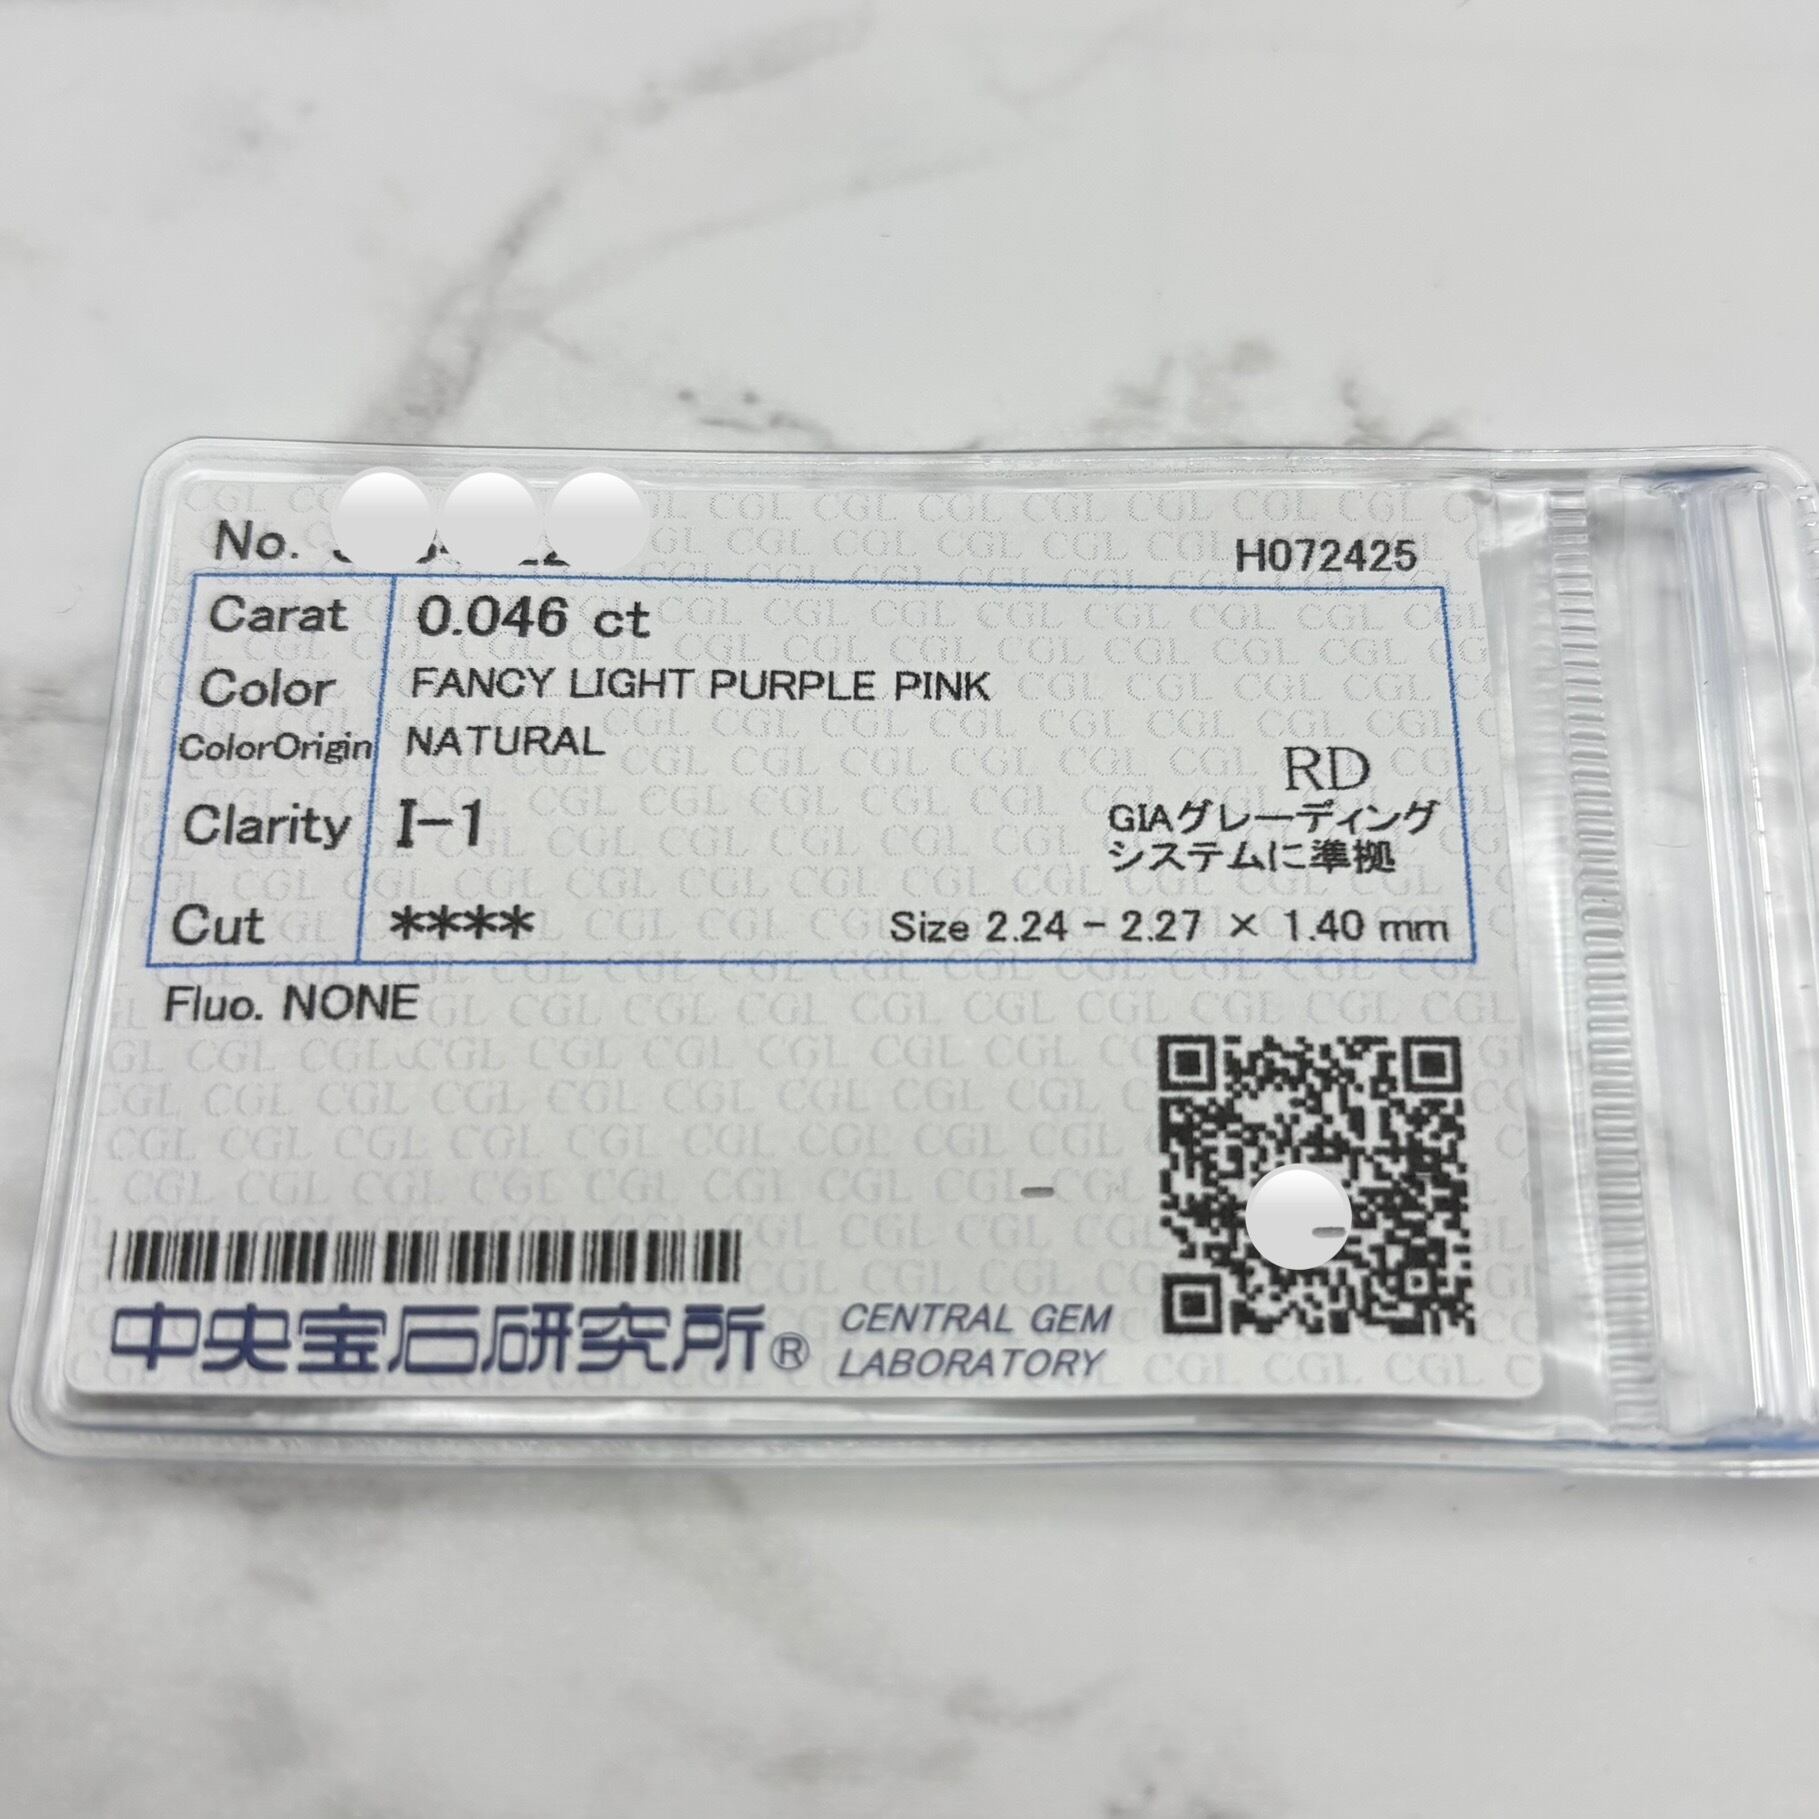 No.
H072425
Carat 0.046 ct
Color FANCY LIGHT PURPLE PINK
ColorOrigin NATURAL
RD
Clarity I-1
GIAグレーディング
システムに準拠
Cut ****
Size 2.24 - 2.27 × 1.40 mm
Fluo. NONE
中央宝石研究所® CENTRAL GEM
LABORATORY